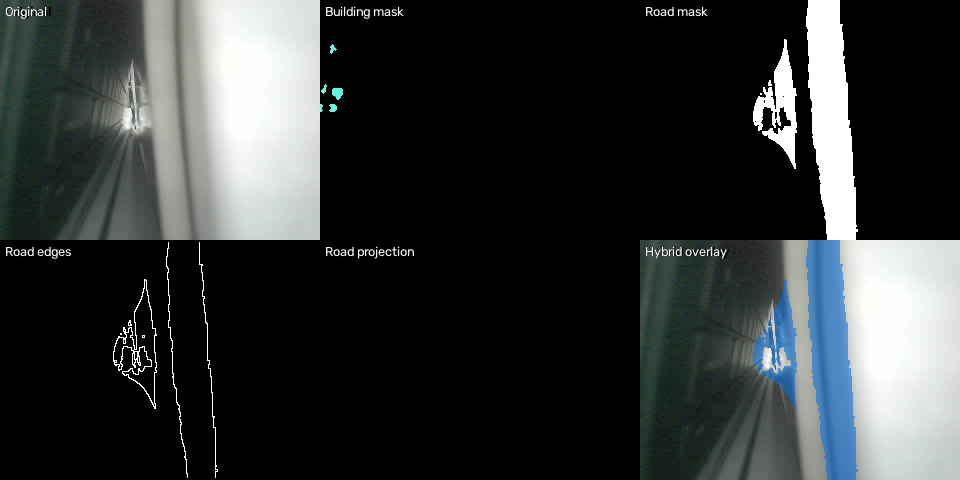 Original
Building mask
Road mask
Road edges
Road projection
Hybrid overlay